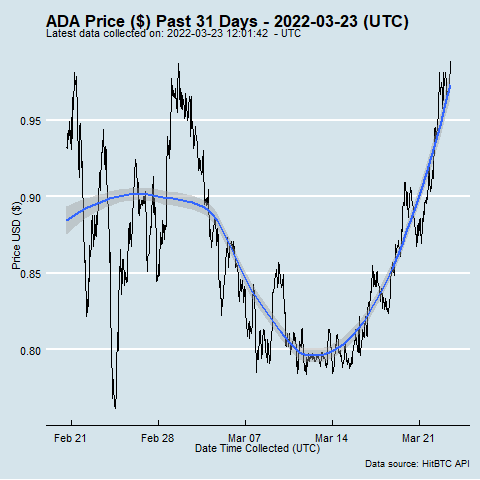 ADA Price ($) Past 31 Days - 2022-03-23 (UTC)
Latest data collected on: 2022-03-23 12:01:42 - UTC
0.95
0.90
0.85
0.80
Price USD ($)
Feb 21 Feb 28 Mar 07 Mar 14 Mar 21
Date Time Collected (UTC)
Data source: HitBTC API